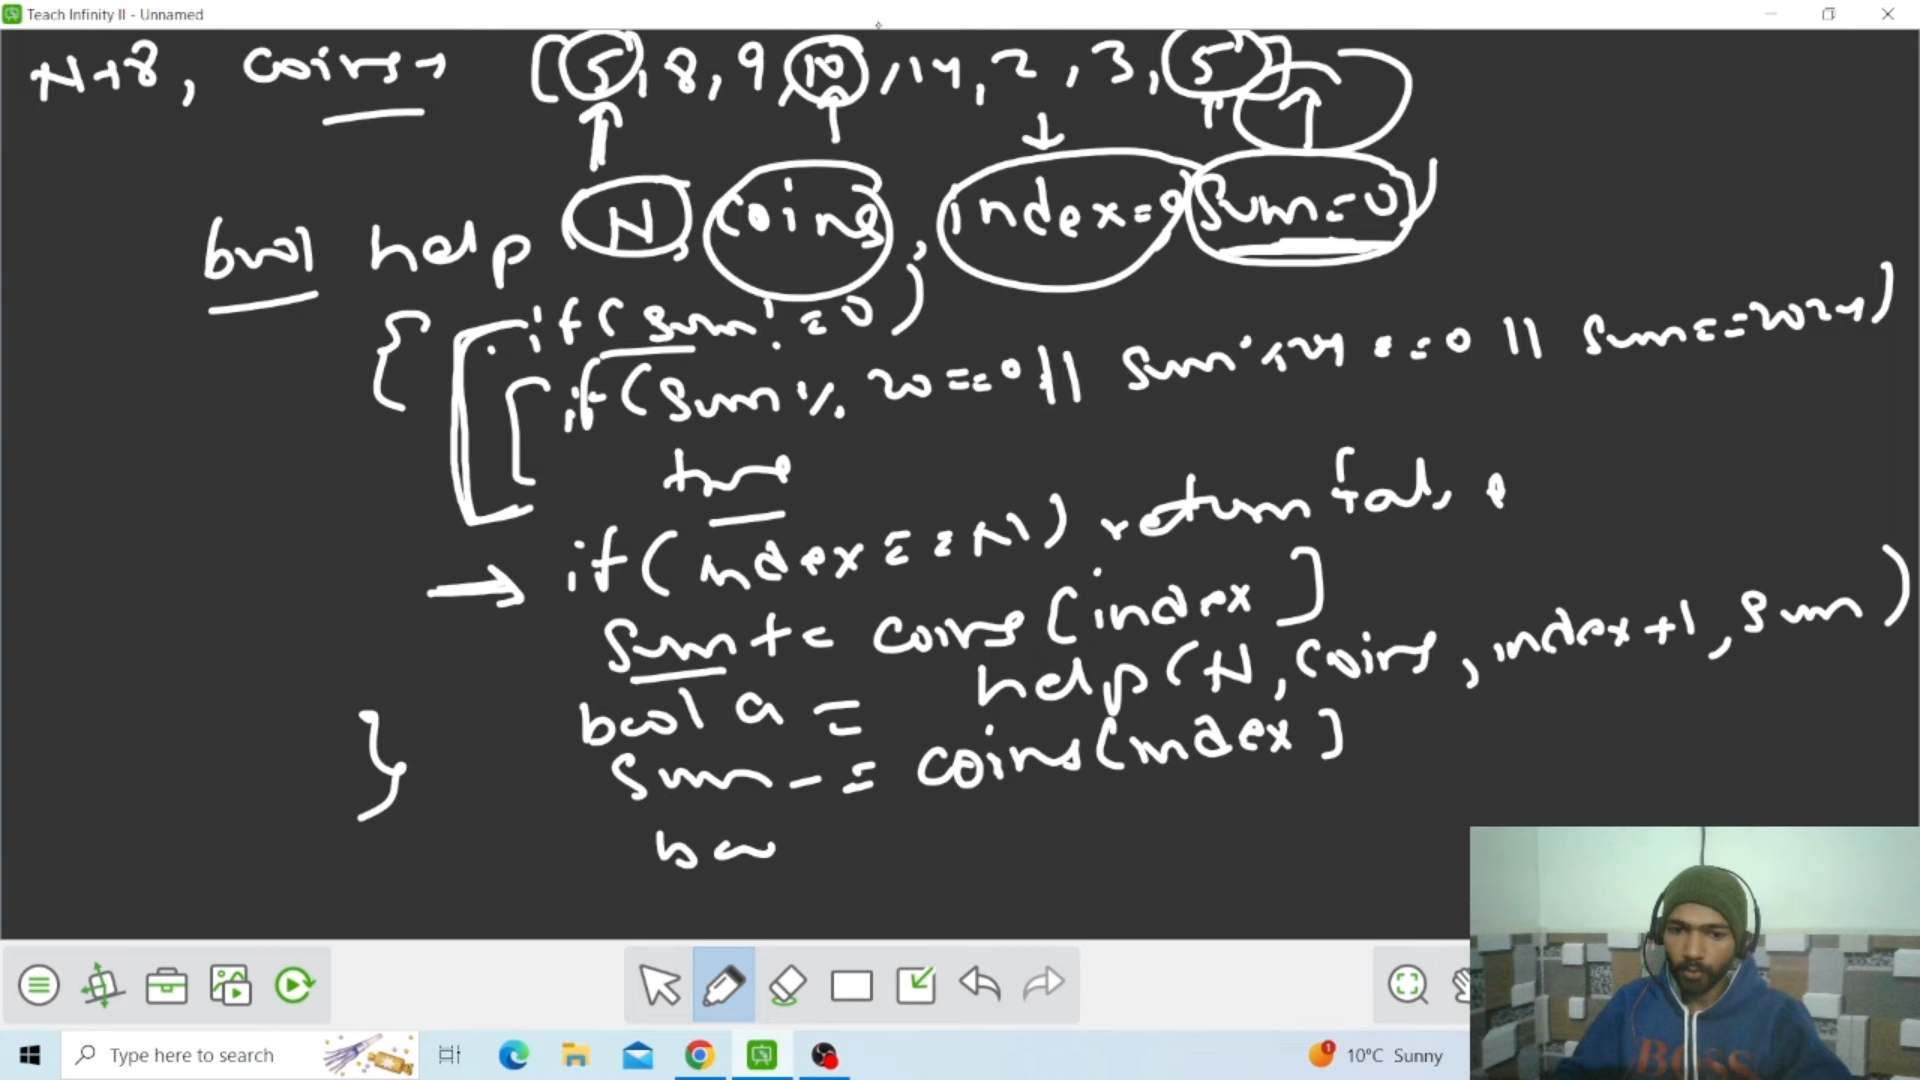 Teach Infinity II - Unnamed
N→8, coins→ [5, 8, 9, 10, 14, 2, 3, 5]
bool help (N, coins, index=0, sum=0)
{ if(sum!=0)
if(sum % 20==0 || sum%24==0 || sum==2024)
true
if(index==N) return
sum+= coins[index]
bool a = help(N, coins, index+1, sum)
sum -= coins[index]
}
BOSS
Type here to search
10°C Sunny